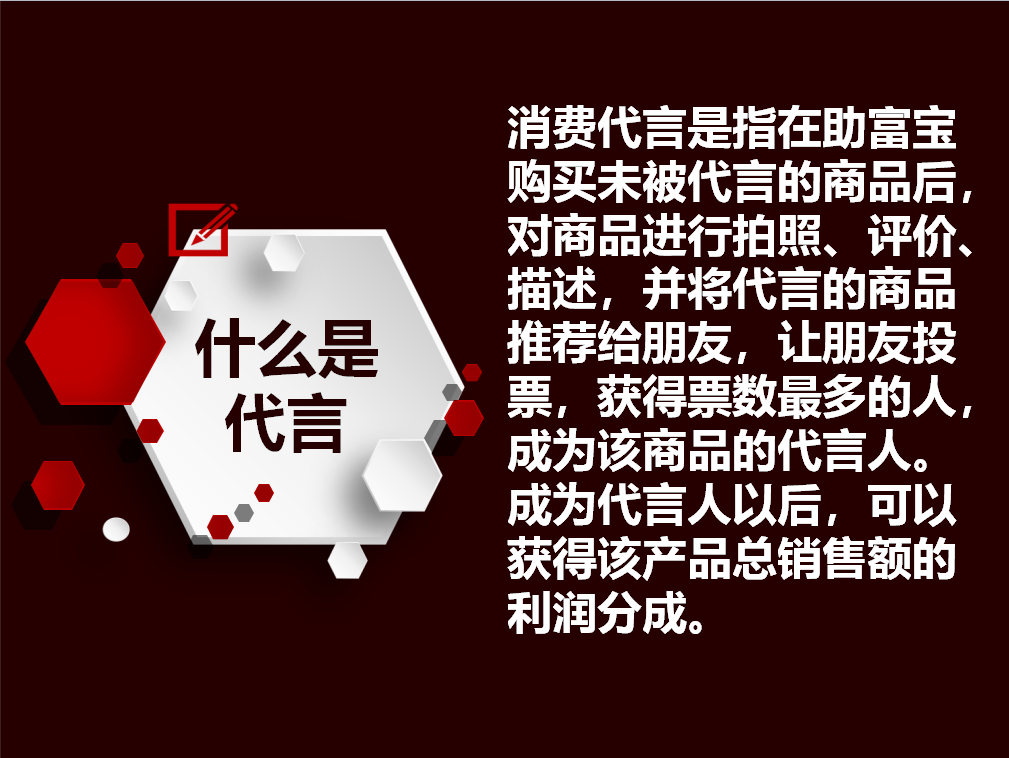 什么是
代言
消费代言是指在助富宝
购买未被代言的商品后，
对商品进行拍照、评价、
描述，并将代言的商品
推荐给朋友，让朋友投
票，获得票数最多的人，
成为该商品的代言人。
成为代言人以后，可以
获得该产品总销售额的
利润分成。